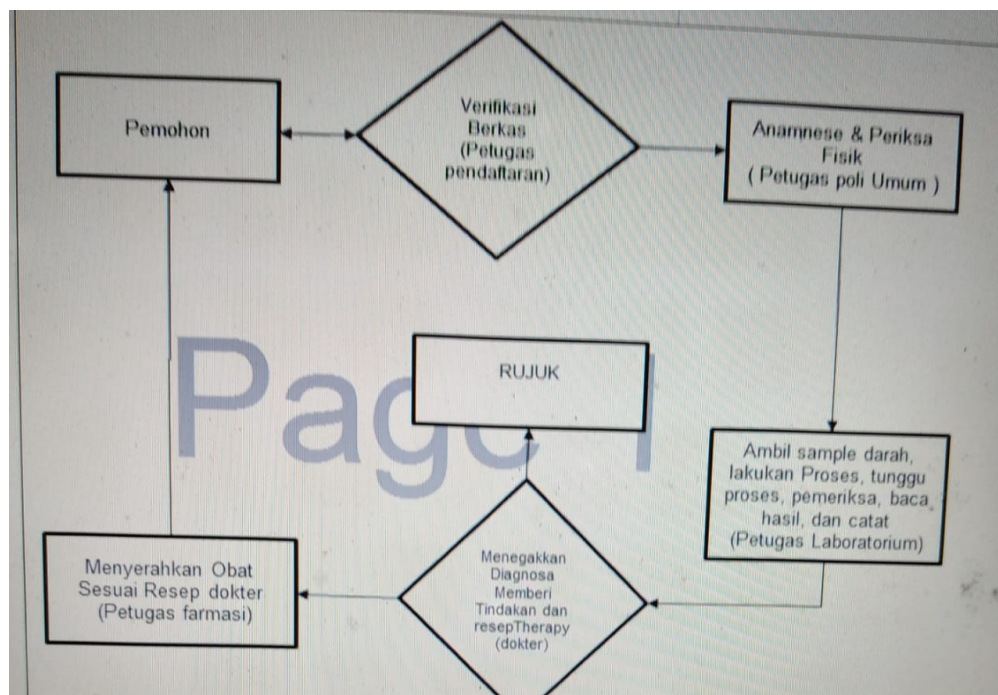 Pemohon
Verifikasi
Berkas
(Petugas
pendaftaran)
Anamnese & Periksa
Fisik
( Petugas poli Umum )
Page 1
RUJUK
Ambil sample darah,
lakukan Proses, tunggu
proses, pemeriksa, baca
hasil, dan catat
(Petugas Laboratorium)
Menegakkan
Diagnosa
Memberi
Tindakan dan
resepTherapy
(dokter)
Menyerahkan Obat
Sesuai Resep dokter
(Petugas farmasi)